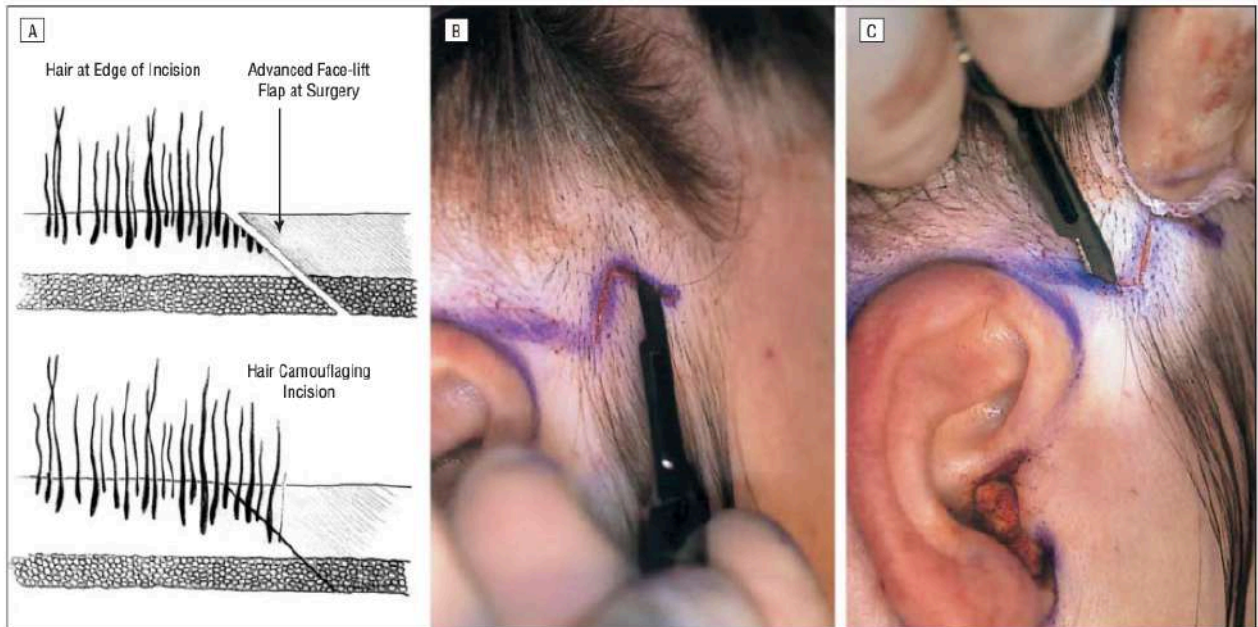 A
Hair at Edge of Incision
Advanced Face-lift
Flap at Surgery
Hair Camouflaging
Incision
B
C